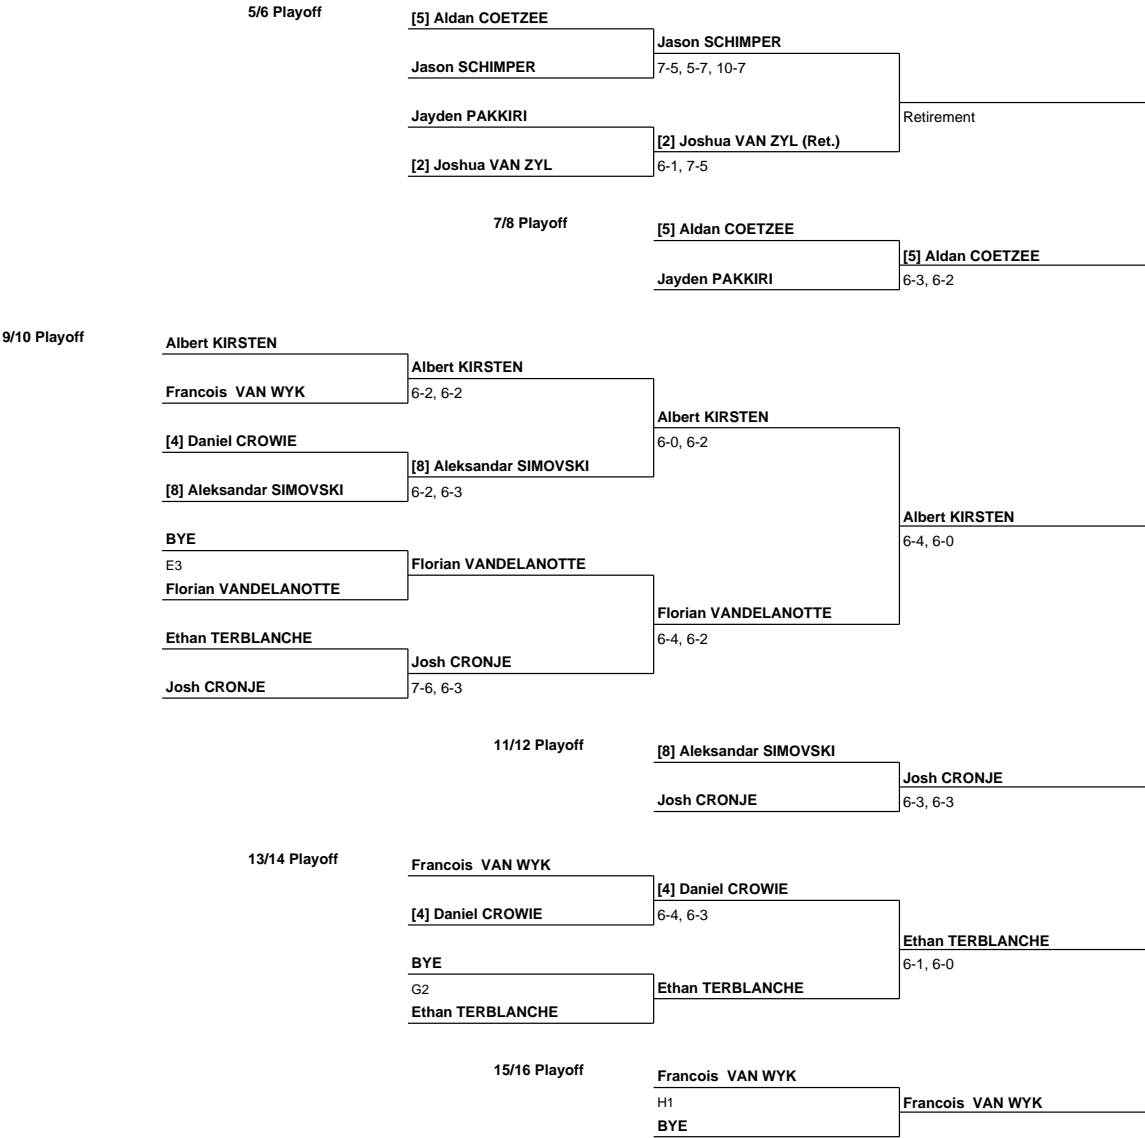 5/6 Playoff
[5] Aldan COETZEE
Jason SCHIMPER
Jason SCHIMPER
7-5, 5-7, 10-7
Jayden PAKKIRI
Retirement
[2] Joshua VAN ZYL (Ret.)
[2] Joshua VAN ZYL
6-1, 7-5
7/8 Playoff
[5] Aldan COETZEE
[5] Aldan COETZEE
Jayden PAKKIRI
6-3, 6-2
9/10 Playoff
Albert KIRSTEN
Albert KIRSTEN
Francois  VAN WYK
6-2, 6-2
Albert KIRSTEN
[4] Daniel CROWIE
6-0, 6-2
[8] Aleksandar SIMOVSKI
[8] Aleksandar SIMOVSKI
6-2, 6-3
Albert KIRSTEN
BYE
6-4, 6-0
E3
Florian VANDELANOTTE
Florian VANDELANOTTE
Florian VANDELANOTTE
Ethan TERBLANCHE
6-4, 6-2
Josh CRONJE
Josh CRONJE
7-6, 6-3
11/12 Playoff
[8] Aleksandar SIMOVSKI
Josh CRONJE
Josh CRONJE
6-3, 6-3
13/14 Playoff
Francois  VAN WYK
[4] Daniel CROWIE
[4] Daniel CROWIE
6-4, 6-3
Ethan TERBLANCHE
BYE
6-1, 6-0
G2
Ethan TERBLANCHE
Ethan TERBLANCHE
15/16 Playoff
Francois  VAN WYK
H1
Francois  VAN WYK
BYE